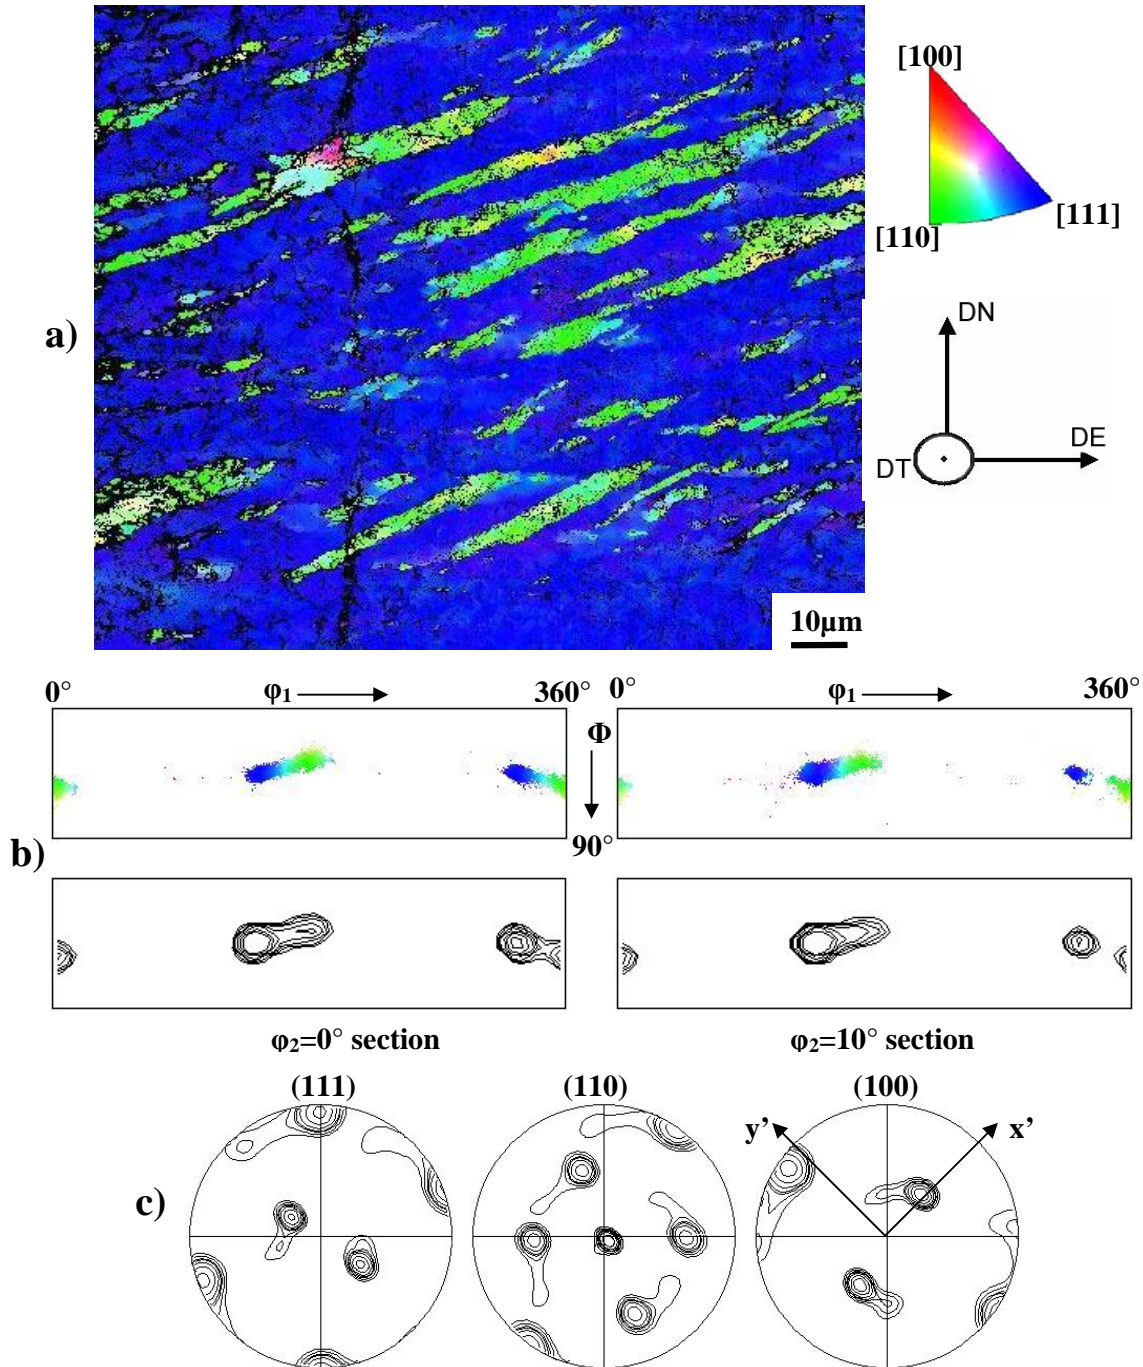 [100]
[110]
[111]
DN
a)
DE
DT
10µm
0° φ₁ 360° 0° φ₁ 360°
Φ
90°
b)
φ₂=0° section φ₂=10° section
(111) (110) (100)
y’ x’
c)